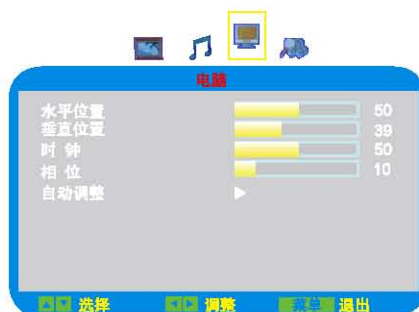 电脑
水平位置 50
垂直位置 39
时 钟 50
相 位 10
自动调整
选择 调整 菜单 退出